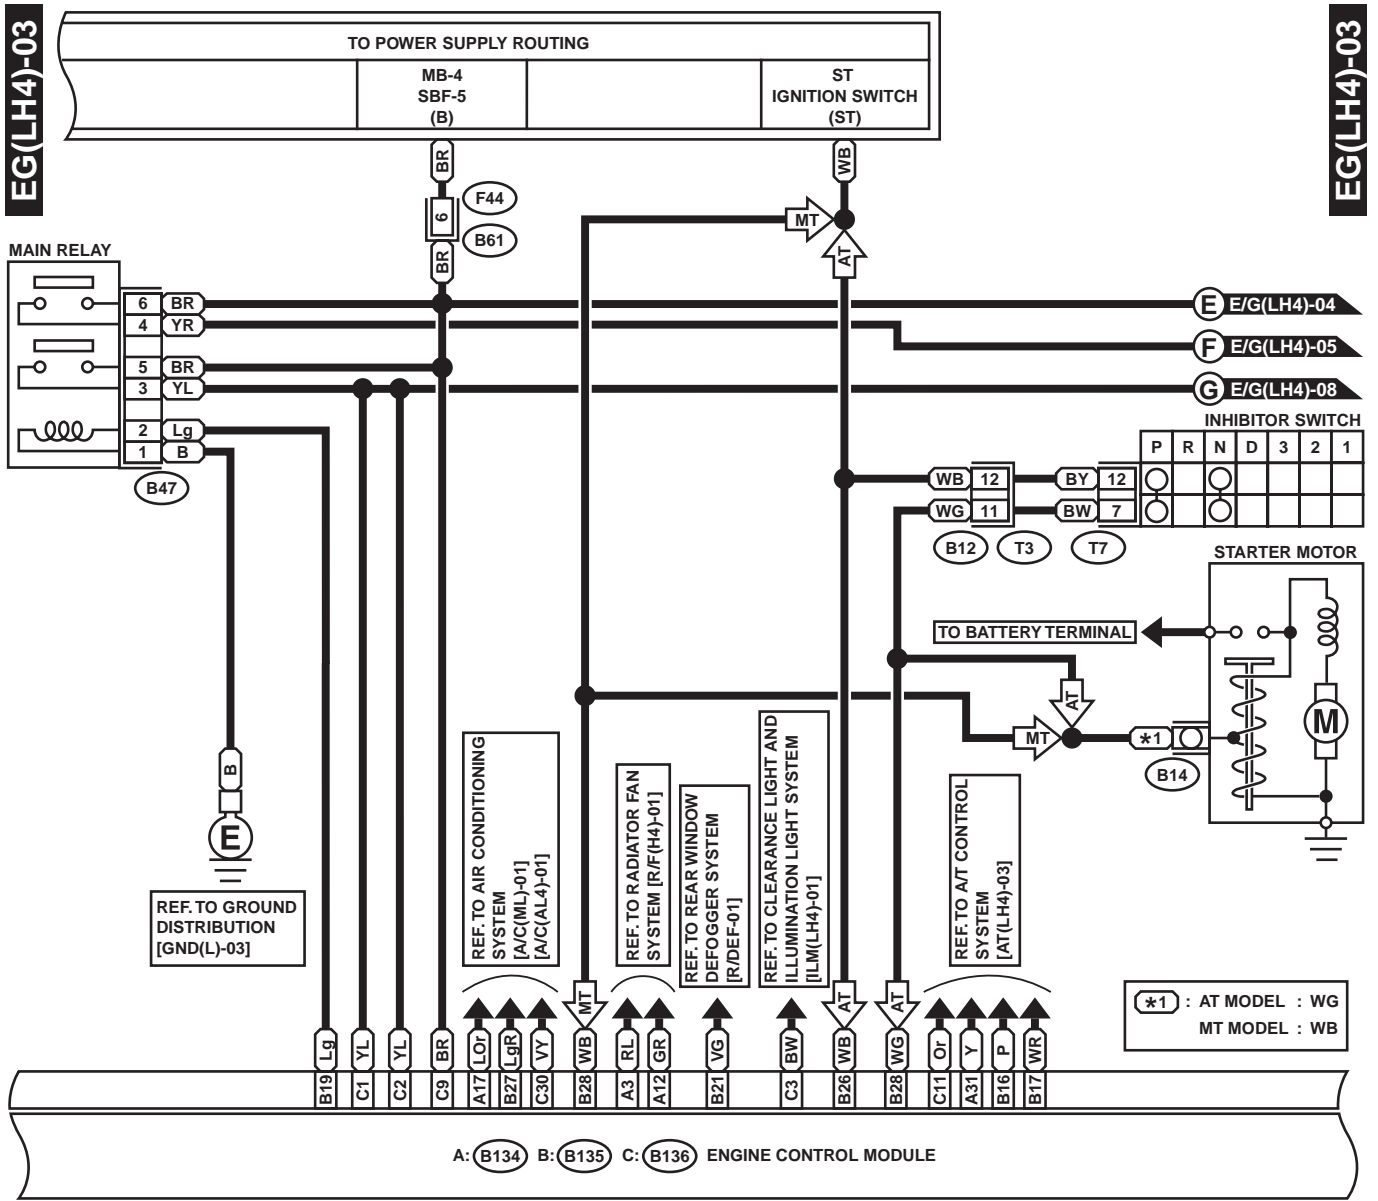 EG(LH4)-03
EG(LH4)-03
TO POWER SUPPLY ROUTING
MB-4
SBF-5
(B)
ST
IGNITION SWITCH
(ST)
BR
WB
6
F44
B61
BR
MT
AT
MAIN RELAY
6 BR
4 YR
5 BR
3 YL
2 Lg
1 B
B47
E E/G(LH4)-04
F E/G(LH4)-05
G E/G(LH4)-08
INHIBITOR SWITCH
P R N D 3 2 1
WB 12 BY 12
WG 11 BW 7
B12 T3 T7
STARTER MOTOR
TO BATTERY TERMINAL
AT
MT
*1
B14
M
B
E
REF. TO GROUND
DISTRIBUTION
[GND(L)-03]
REF. TO AIR CONDITIONING
SYSTEM
[A/C(ML)-01]
[A/C(AL4)-01]
REF. TO RADIATOR FAN
SYSTEM [R/F(H4)-01]
REF. TO REAR WINDOW
DEFOGGER SYSTEM
[R/DEF-01]
REF. TO CLEARANCE LIGHT AND
ILLUMINATION LIGHT SYSTEM
[ILM(LH4)-01]
REF. TO A/T CONTROL
SYSTEM
[AT(LH4)-03]
*1 : AT MODEL : WG
MT MODEL : WB
MT AT AT
Lg YL YL BR LOr LgR VY WB RL GR VG BW WB WG Or Y P WR
B19 C1 C2 C9 A17 B27 C30 B28 A3 A12 B21 C3 B26 B28 C11 A31 B16 B17
A: B134 B: B135 C: B136 ENGINE CONTROL MODULE